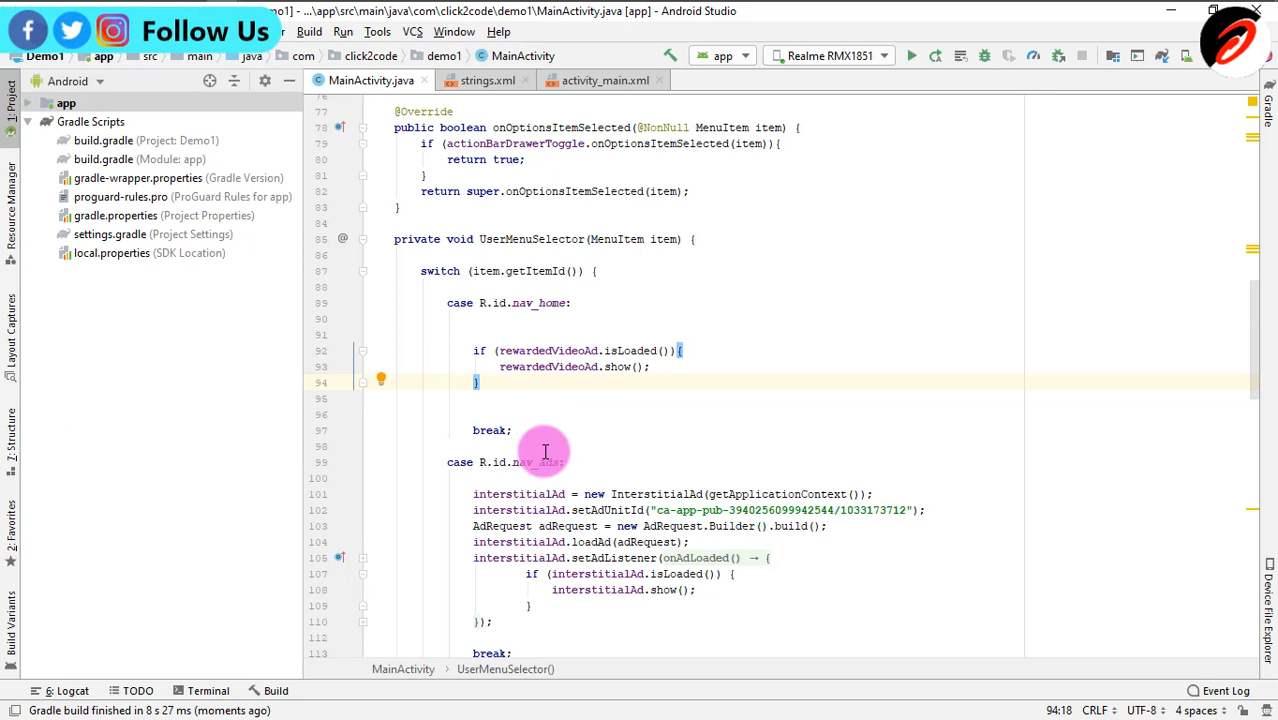 Demo1 - ...\app\src\main\java\com\click2code\demo1\MainActivity.java [app] - Android Studio
Follow Us
Build Run Tools VCS Window Help
Demo1 app src main java com click2code demo1 MainActivity
app Realme RMX1851
Android
MainActivity.java strings.xml activity_main.xml
app
Gradle Scripts
build.gradle (Project: Demo1)
build.gradle (Module: app)
gradle-wrapper.properties (Gradle Version)
proguard-rules.pro (ProGuard Rules for app)
gradle.properties (Project Properties)
settings.gradle (Project Settings)
local.properties (SDK Location)
1: Project
Resource Manager
Layout Captures
7: Structure
2: Favorites
Build Variants
76
77 @Override
78 public boolean onOptionsItemSelected(@NonNull MenuItem item) {
79 if (actionBarDrawerToggle.onOptionsItemSelected(item)){
80 return true;
81 }
82 return super.onOptionsItemSelected(item);
83 }
84
85 @ private void UserMenuSelector(MenuItem item) {
86
87 switch (item.getItemId()) {
88
89 case R.id.nav_home:
90
91
92 if (rewardedVideoAd.isLoaded()){
93 rewardedVideoAd.show();
94 }
95
96
97 break;
98
99 case R.id.nav_ads:
100
101 interstitialAd = new InterstitialAd(getApplicationContext());
102 interstitialAd.setAdUnitId("ca-app-pub-3940256099942544/1033173712");
103 AdRequest adRequest = new AdRequest.Builder().build();
104 interstitialAd.loadAd(adRequest);
105 interstitialAd.setAdListener(onAdLoaded() → {
107 if (interstitialAd.isLoaded()) {
108 interstitialAd.show();
109 }
110 });
112
113 break;
Gradle
Device File Explorer
MainActivity UserMenuSelector()
6: Logcat TODO Terminal Build Event Log
Gradle build finished in 8 s 27 ms (moments ago) 94:18 CRLF UTF-8 4 spaces